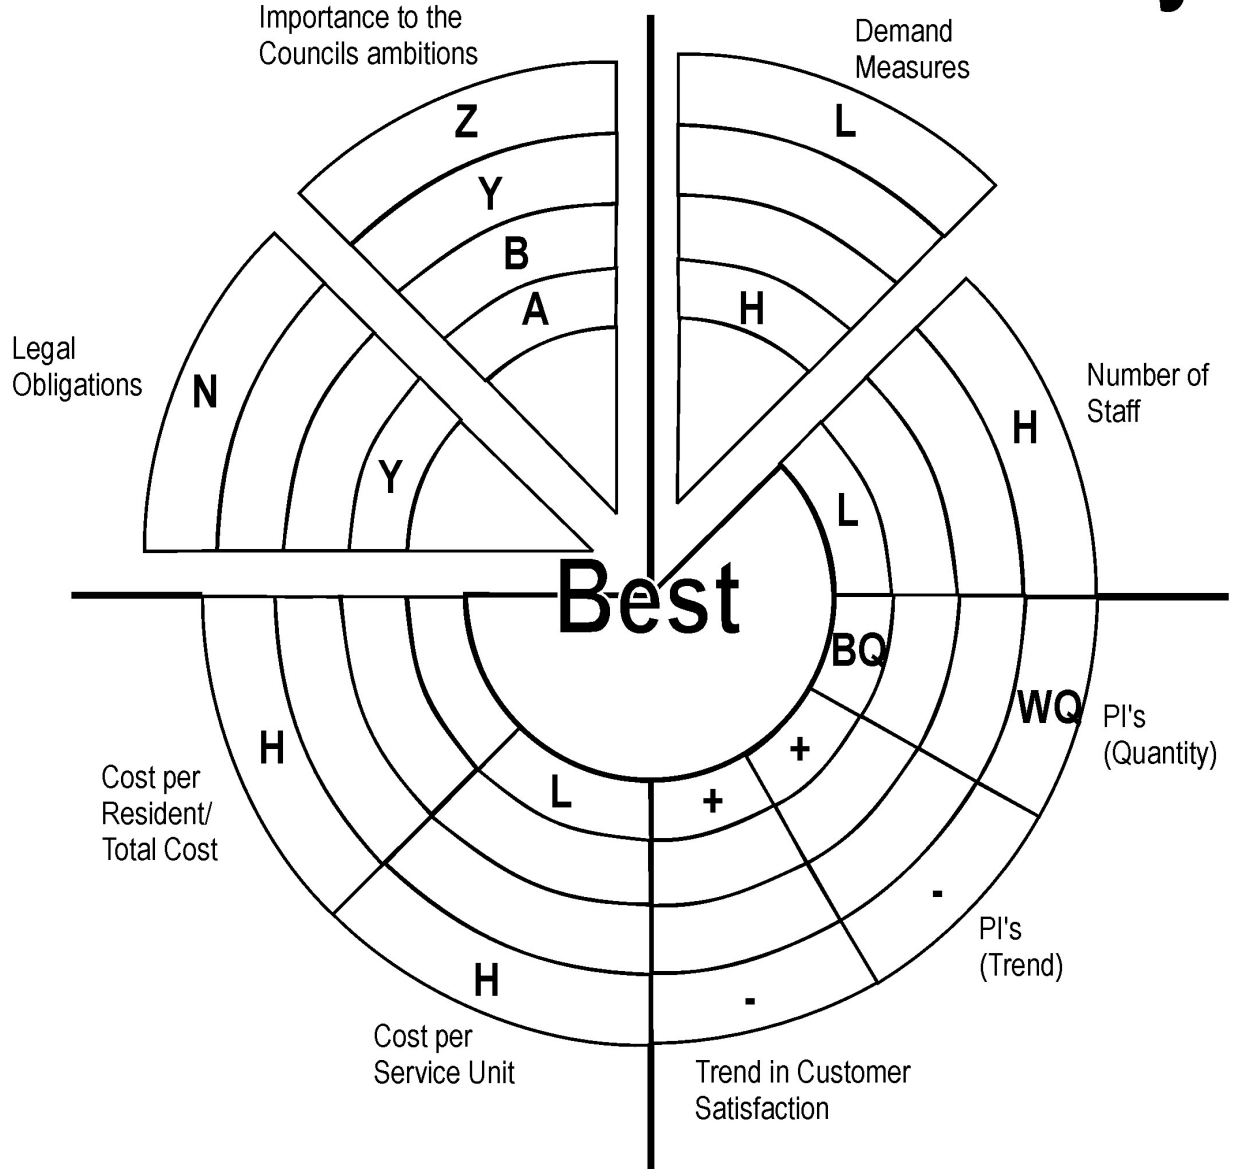 Importance to the
Councils ambitions
Demand
Measures
Z
L
Y
B
A
H
Legal
Obligations
N
Y
Number of
Staff
H
L
Best
BQ
WQ
PI's
(Quantity)
+
+
-
PI's
(Trend)
H
Cost per
Resident/
Total Cost
L
H
-
Cost per
Service Unit
Trend in Customer
Satisfaction